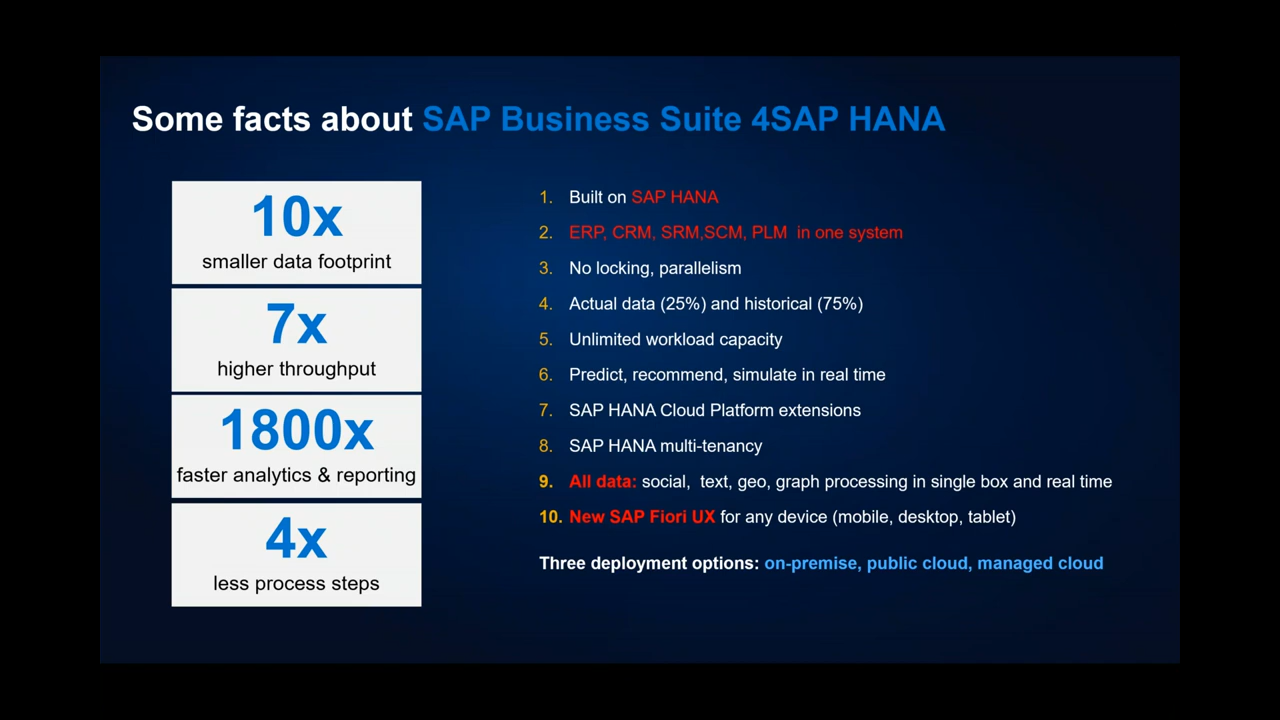 Some facts about SAP Business Suite 4SAP HANA
10x
smaller data footprint
7x
higher throughput
1800x
faster analytics & reporting
4x
less process steps
1. Built on SAP HANA
2. ERP, CRM, SRM,SCM, PLM in one system
3. No locking, parallelism
4. Actual data (25%) and historical (75%)
5. Unlimited workload capacity
6. Predict, recommend, simulate in real time
7. SAP HANA Cloud Platform extensions
8. SAP HANA multi-tenancy
9. All data: social, text, geo, graph processing in single box and real time
10. New SAP Fiori UX for any device (mobile, desktop, tablet)
Three deployment options: on-premise, public cloud, managed cloud